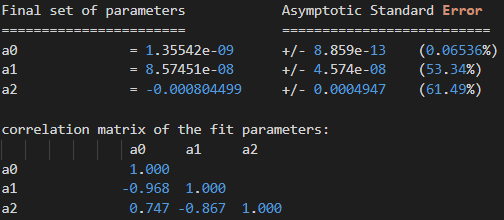 Final set of parameters            Asymptotic Standard Error
=======================            ==========================
a0              = 1.35542e-09      +/- 8.859e-13    (0.06536%)
a1              = 8.57451e-08      +/- 4.574e-08    (53.34%)
a2              = -0.000804499     +/- 0.0004947    (61.49%)
correlation matrix of the fit parameters:
                a0     a1     a2
a0              1.000
a1             -0.968  1.000
a2              0.747 -0.867  1.000